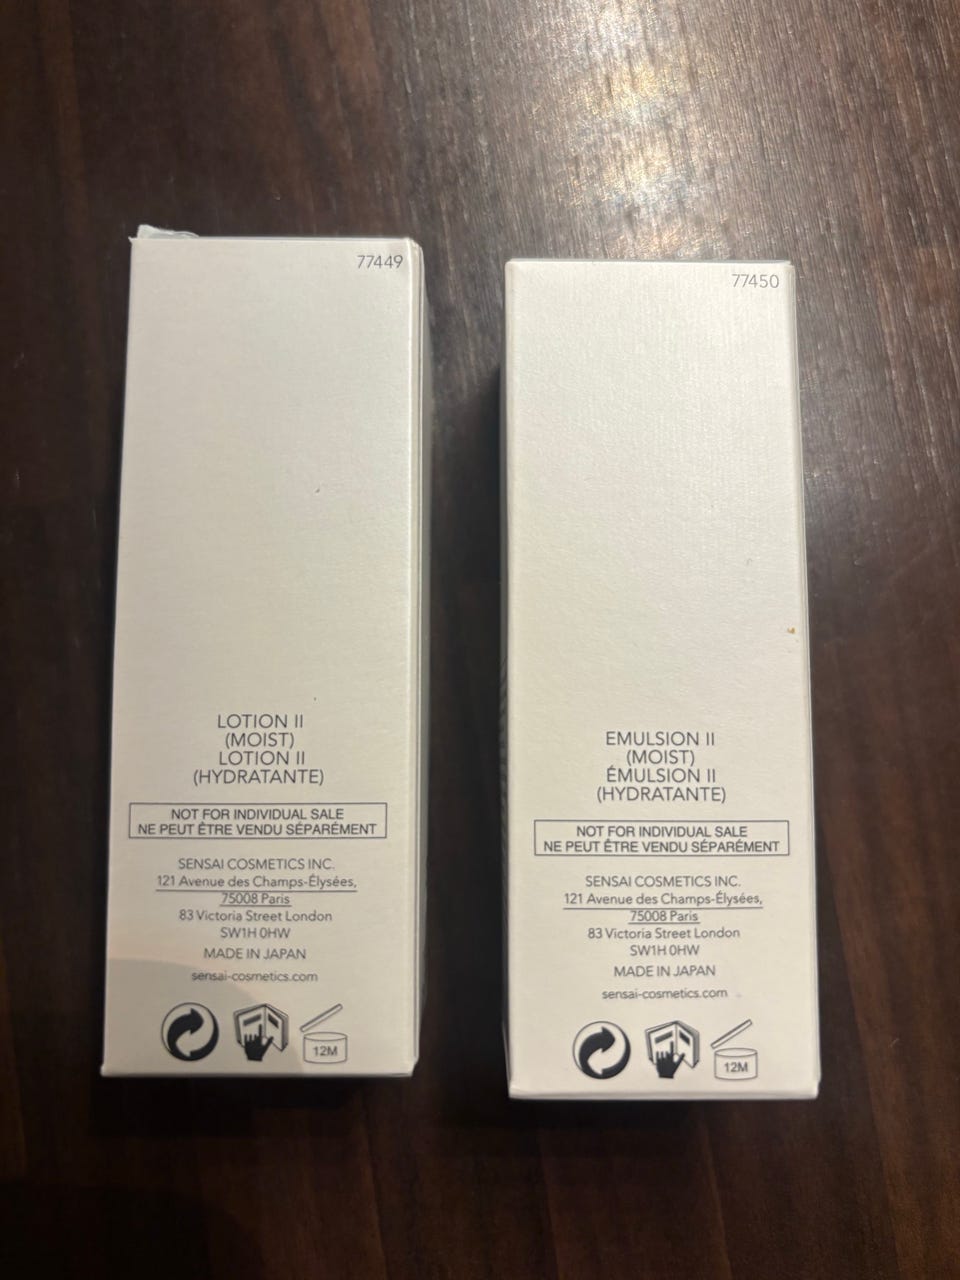 77449
LOTION II
(MOIST)
LOTION II
(HYDRATANTE)
NOT FOR INDIVIDUAL SALE
NE PEUT ÊTRE VENDU SÉPARÉMENT
SENSAI COSMETICS INC.
121 Avenue des Champs-Élysées,
75008 Paris
83 Victoria Street London
SW1H 0HW
MADE IN JAPAN
sensai-cosmetics.com
12M
77450
EMULSION II
(MOIST)
ÉMULSION II
(HYDRATANTE)
NOT FOR INDIVIDUAL SALE
NE PEUT ÊTRE VENDU SÉPARÉMENT
SENSAI COSMETICS INC.
121 Avenue des Champs-Élysées,
75008 Paris
83 Victoria Street London
SW1H 0HW
MADE IN JAPAN
sensai-cosmetics.com
12M